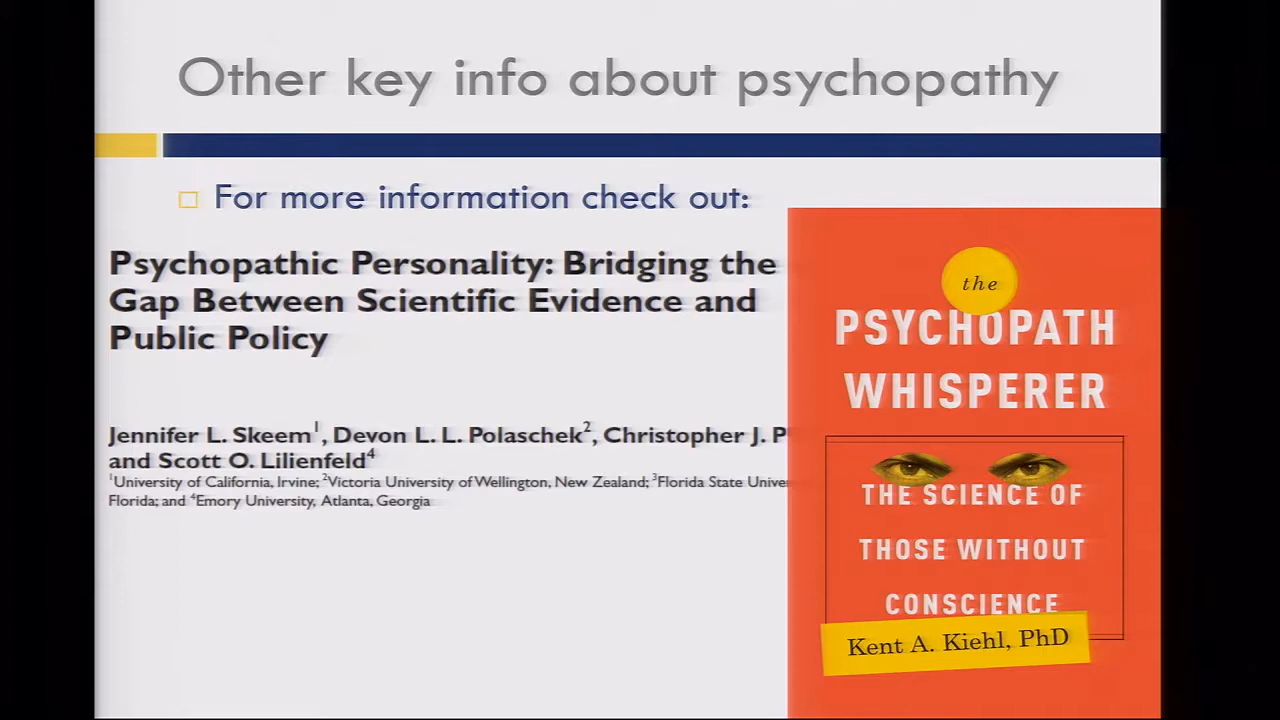 Other key info about psychopathy
For more information check out:
Psychopathic Personality: Bridging the
Gap Between Scientific Evidence and
Public Policy
Jennifer L. Skeem1, Devon L. L. Polaschek2, Christopher J.
and Scott O. Lilienfeld4
1University of California, Irvine; 2Victoria University of Wellington, New Zealand; 3Florida State
Florida; and 4Emory University, Atlanta, Georgia
the
PSYCHOPATH
WHISPERER
THE SCIENCE OF
THOSE WITHOUT
CONSCIENCE
Kent A. Kiehl, PhD